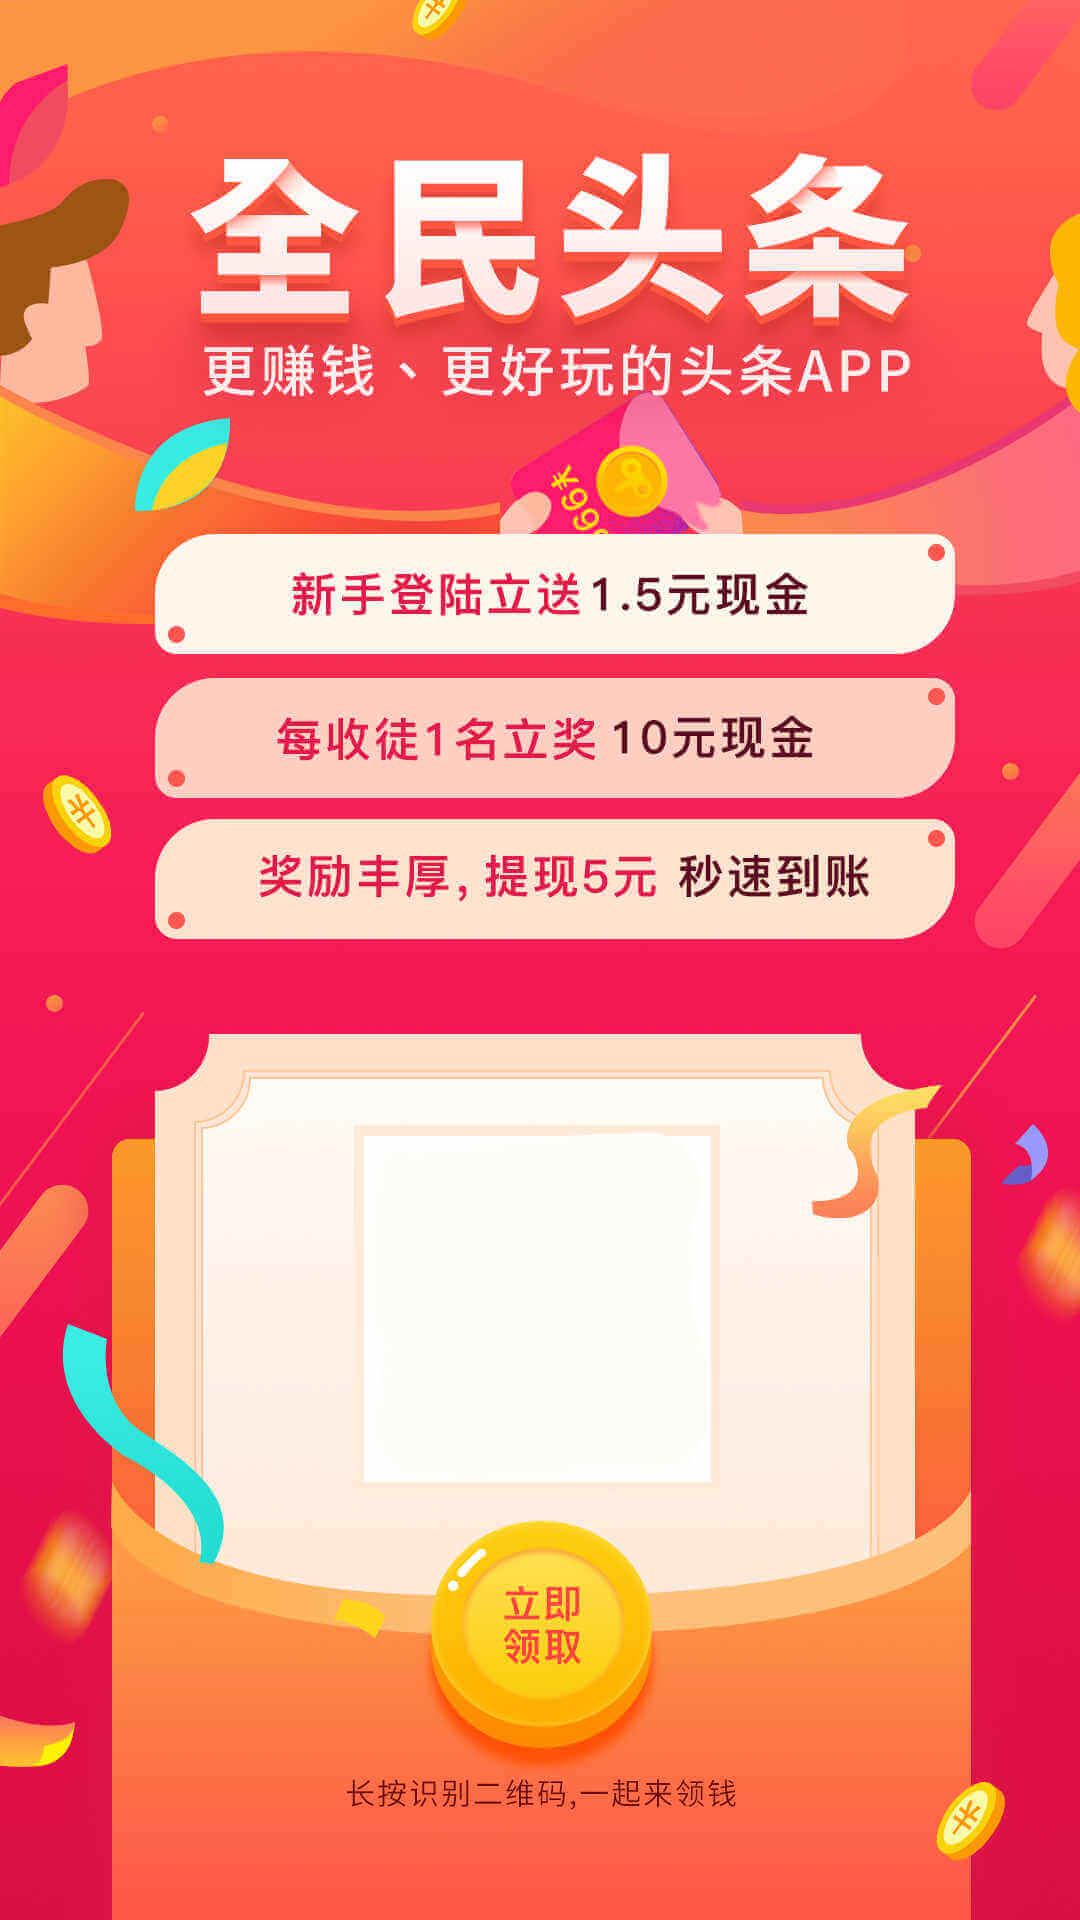 全民头条
更赚钱、更好玩的头条APP
新手登陆立送1.5元现金
每收徒1名立奖 10元现金
奖励丰厚, 提现5元 秒速到账
立即
领取
长按识别二维码,一起来领钱